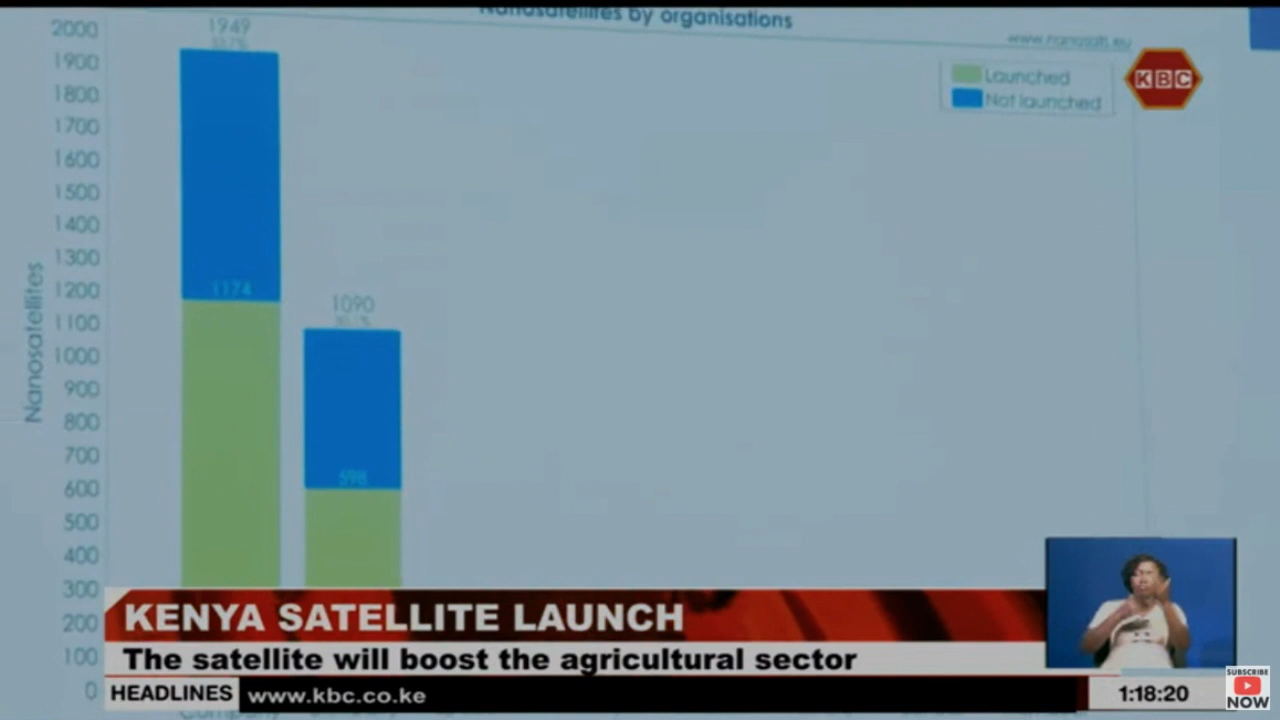 Nanosatellites by organisations
www.nanosats.eu
Launched
Not launched
KBC
Nanosatellites
2000
1900
1800
1700
1600
1500
1400
1300
1200
1100
1000
900
800
700
600
500
400
300
200
100
0
1949
1174
1090
598
KENYA SATELLITE LAUNCH
The satellite will boost the agricultural sector
HEADLINES
www.kbc.co.ke
1:18:20
SUBSCRIBE
NOW
Company